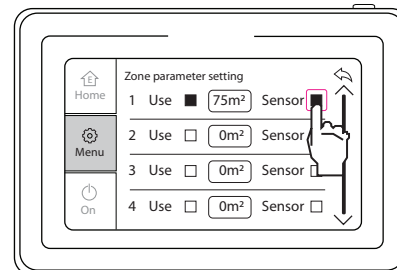 Zone parameter setting
E
Home
1 Use 75m² Sensor
Menu
2 Use 0m² Sensor
3 Use 0m² Sensor
On
4 Use 0m² Sensor